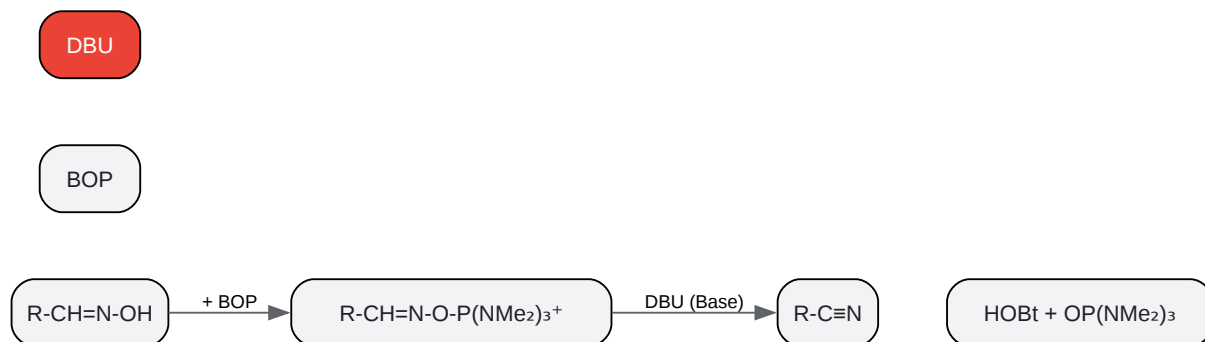 DBU
BOP
R-CH=N-OH
+ BOP
R-CH=N-O-P(NMe₂)₃⁺
DBU (Base)
R-C≡N
HOBt + OP(NMe₂)₃